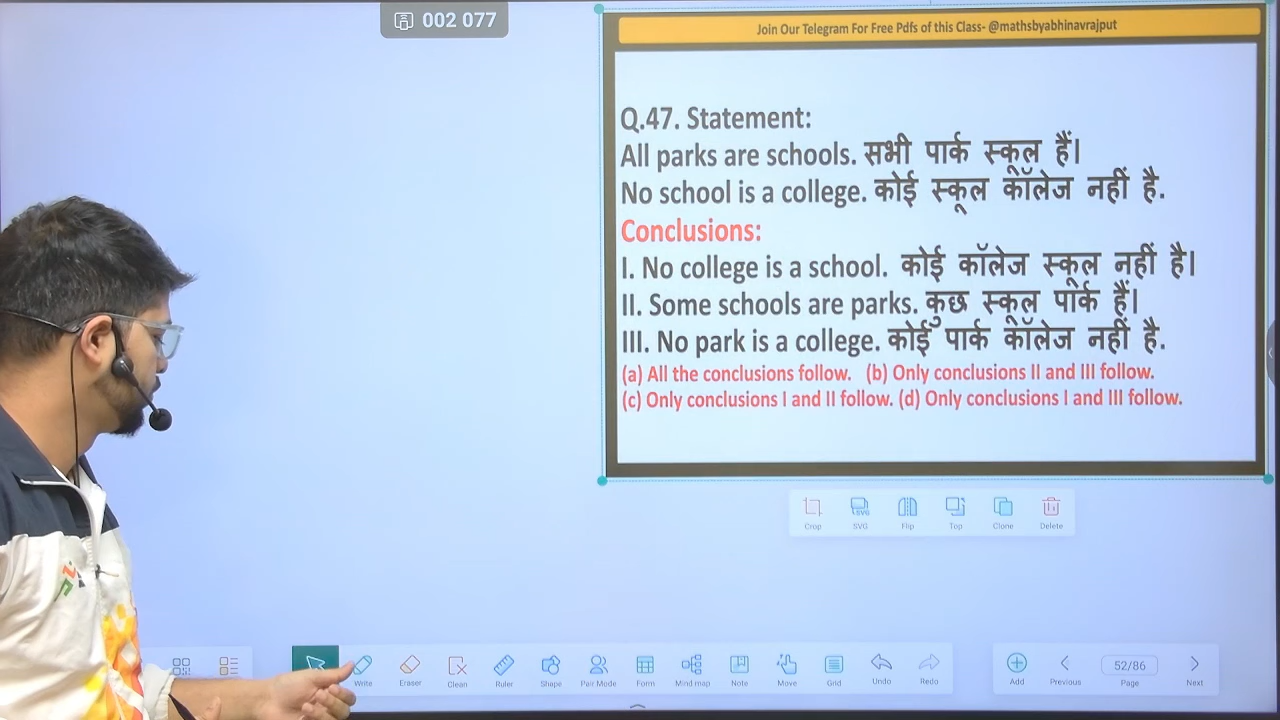 002 077
Join Our Telegram For Free Pdfs of this Class- @mathsbyabhinavrajput
Q.47. Statement:
All parks are schools. सभी पार्क स्कूल हैं।
No school is a college. कोई स्कूल कॉलेज नहीं है.
Conclusions:
I. No college is a school. कोई कॉलेज स्कूल नहीं है।
II. Some schools are parks. कुछ स्कूल पार्क हैं।
III. No park is a college. कोई पार्क कॉलेज नहीं है.
(a) All the conclusions follow. (b) Only conclusions II and III follow.
(c) Only conclusions I and II follow. (d) Only conclusions I and III follow.
Crop SVG Flip Top Clone Delete
Write Eraser Clean Ruler Shape Pair Mode Form Mind map Note Move Grid Undo Redo
Add Previous 52/86 Page Next